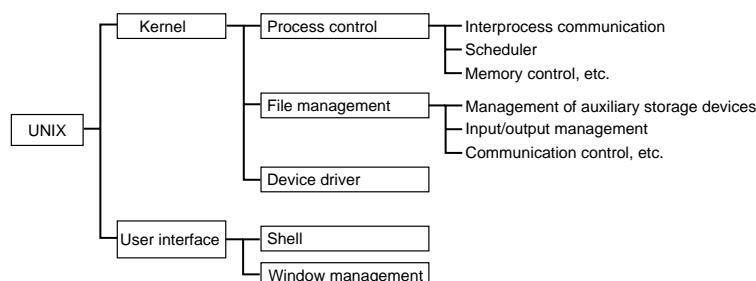 Kernel
Process control
Interprocess communication
Scheduler
Memory control, etc.
File management
Management of auxiliary storage devices
Input/output management
Communication control, etc.
UNIX
Device driver
User interface
Shell
Window management